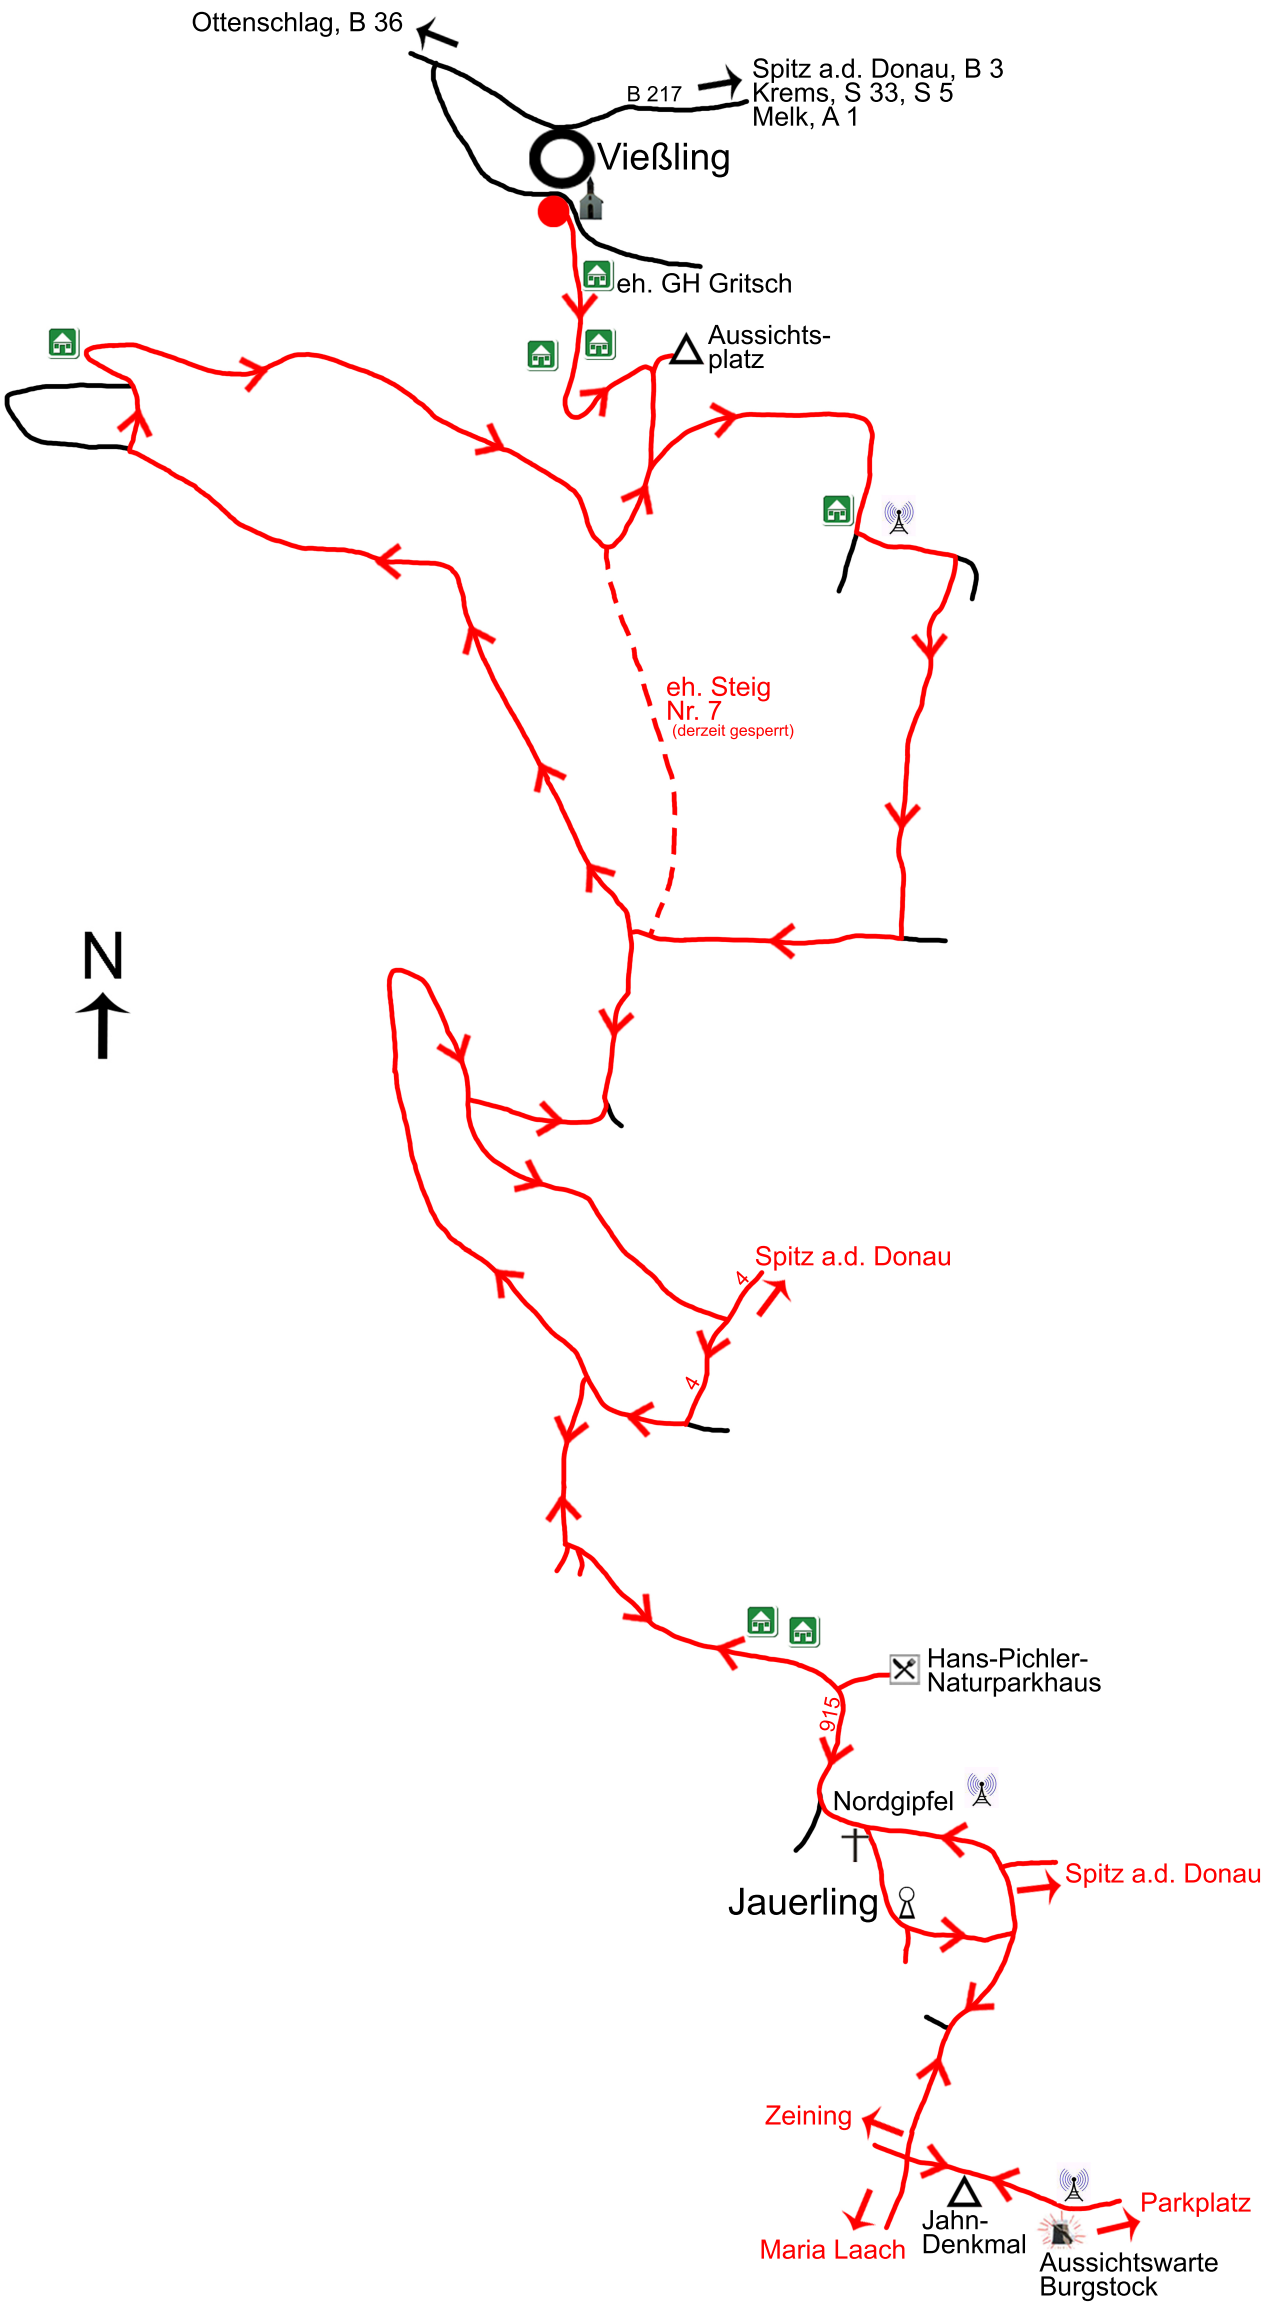 Ottenschlag, B 36
Spitz a.d. Donau, B 3
B 217
Krems, S 33, S 5
Melk, A 1
Vießling
eh. GH Gritsch
Aussichts-
platz
eh. Steig
Nr. 7
(derzeit gesperrt)
N
Spitz a.d. Donau
4
4
Hans-Pichler-
Naturparkhaus
915
Nordgipfel
Spitz a.d. Donau
Jauerling
Zeining
Parkplatz
Jahn-
Denkmal
Maria Laach
Aussichtswarte
Burgstock